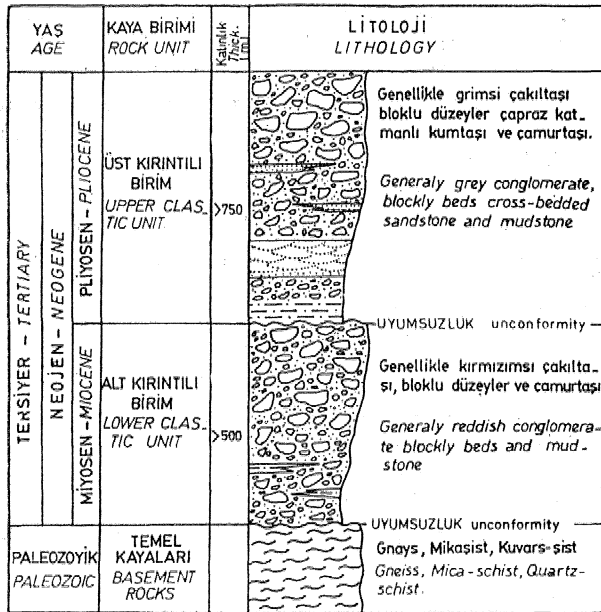 YAŞ
AGE
KAYA BİRİMİ
ROCK UNIT
Kalınlık
Thick.
(m)
LİTOLOJİ
LITHOLOGY
TERSİYER - TERTIARY
NEOJEN - NEOGENE
PLİYOSEN - PLIOCENE
ÜST KIRINTILI
BİRİM
UPPER CLAS_
TIC UNIT
>750
Genellikle grimsi çakıltaşı
bloklu düzeyler çapraz kat_
manlı kumtaşı ve çamurtaşı.
Generaly grey conglomerate,
blockly beds cross-bedded
sandstone and mudstone
UYUMSUZLUK unconformity
MİYOSEN - MIOCENE
ALT KIRINTILI
BİRİM
LOWER CLAS_
TIC UNIT
>500
Genellikle kırmızımsı çakılta_
şı, bloklu düzeyler ve çamurtaşı
Generaly reddish conglomera-
te blockly beds and mud_
stone
UYUMSUZLUK unconformity
PALEOZOYİK
PALEOZOIC
TEMEL
KAYALARI
BASEMENT
ROCKS
Gnays, Mikaşist, Kuvars-şist
Gneiss, Mica-schist, Quartz-
schist.